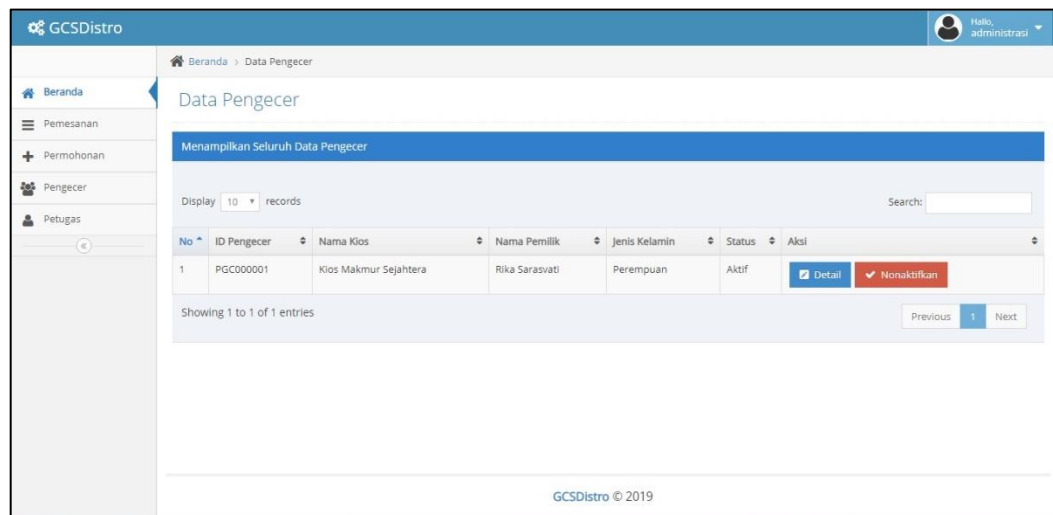 GCSDistro
Hallo,
administrasi
Beranda > Data Pengecer
Beranda
Pemesanan
Permohonan
Pengecer
Petugas
Data Pengecer
Menampilkan Seluruh Data Pengecer
Display 10 records
Search:
No ID Pengecer Nama Kios Nama Pemilik Jenis Kelamin Status Aksi
1 PGC000001 Kios Makmur Sejahtera Rika Sarasvati Perempuan Aktif Detail Nonaktifkan
Showing 1 to 1 of 1 entries
Previous 1 Next
GCSDistro © 2019